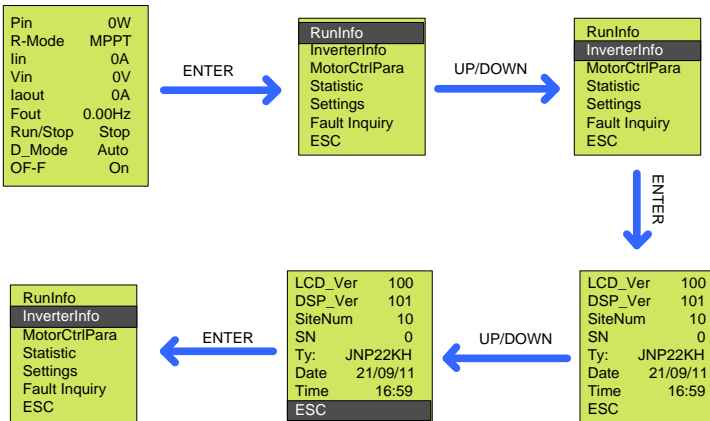 Pin 0W
R-Mode MPPT
Iin 0A
Vin 0V
Iaout 0A
Fout 0.00Hz
Run/Stop Stop
D_Mode Auto
OF-F On
ENTER
RunInfo
InverterInfo
MotorCtrlPara
Statistic
Settings
Fault Inquiry
ESC
UP/DOWN
RunInfo
InverterInfo
MotorCtrlPara
Statistic
Settings
Fault Inquiry
ESC
ENTER
LCD_Ver 100
DSP_Ver 101
SiteNum 10
SN 0
Ty: JNP22KH
Date 21/09/11
Time 16:59
ESC
UP/DOWN
LCD_Ver 100
DSP_Ver 101
SiteNum 10
SN 0
Ty: JNP22KH
Date 21/09/11
Time 16:59
ESC
ENTER
RunInfo
InverterInfo
MotorCtrlPara
Statistic
Settings
Fault Inquiry
ESC